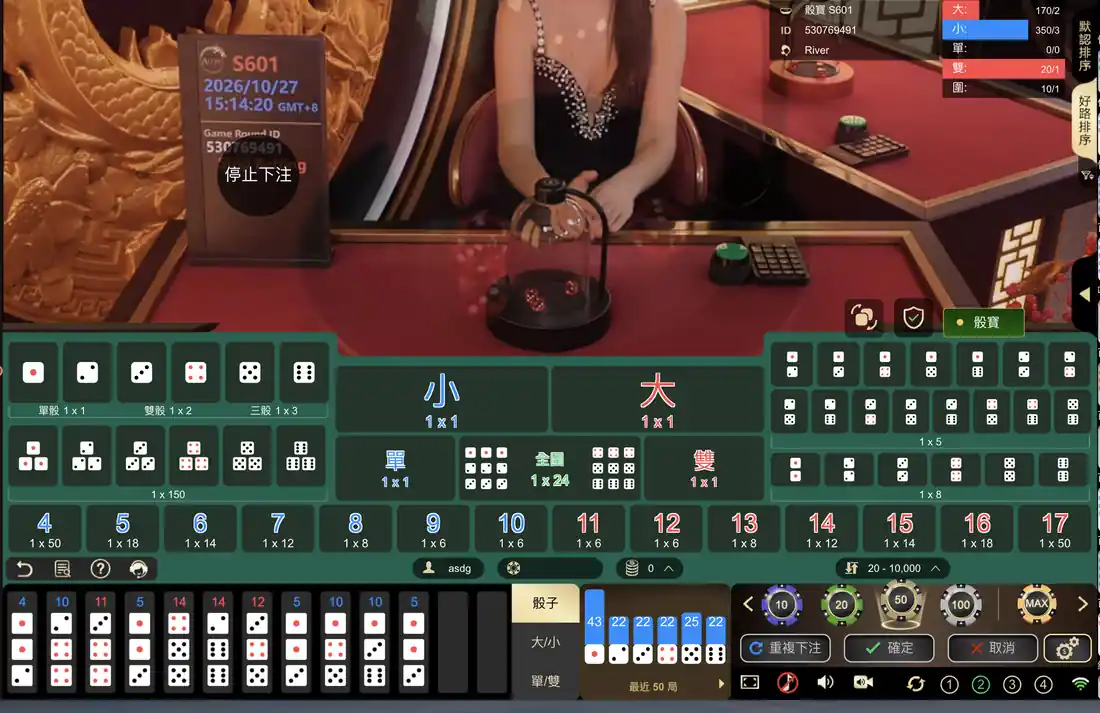 骰寶 S601
ID 530769491
River
大: 170/2
小: 350/3
單: 0/0
雙: 20/1
圍: 10/1
默認排序
好路排序
S601
2026/10/27
15:14:20 GMT+8
Game Round ID
530769491
停止下注
骰寶
單骰 1 x 1
雙骰 1 x 2
三骰 1 x 3
1 x 150
小
1 x 1
大
1 x 1
單
1 x 1
全圍
1 x 24
雙
1 x 1
1 x 5
1 x 8
4 5 6 7 8 9 10 11 12 13 14 15 16 17
1 x 50 1 x 18 1 x 14 1 x 12 1 x 8 1 x 6 1 x 6 1 x 6 1 x 6 1 x 8 1 x 12 1 x 14 1 x 18 1 x 50
asdg
0
20 - 10,000
4 10 11 5 14 14 12 5 10 10 5
骰子
大/小
單/雙
43 22 22 22 25 22
最近 50 局
10 20 50 100 MAX
重複下注
確定
取消
1 2 3 4